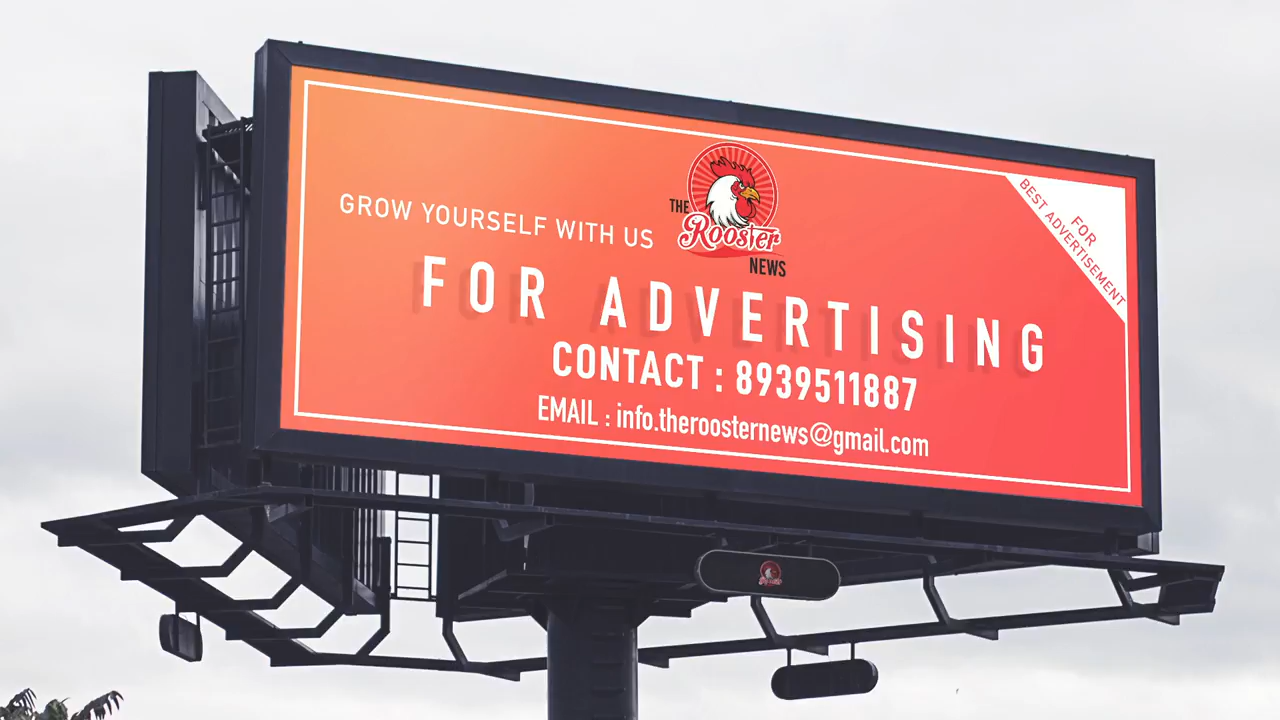 GROW YOURSELF WITH US
THE
Rooster
NEWS
FOR ADVERTISING
CONTACT : 8939511887
EMAIL : info.theroosternews@gmail.com
FOR
BEST ADVERTISEMENT